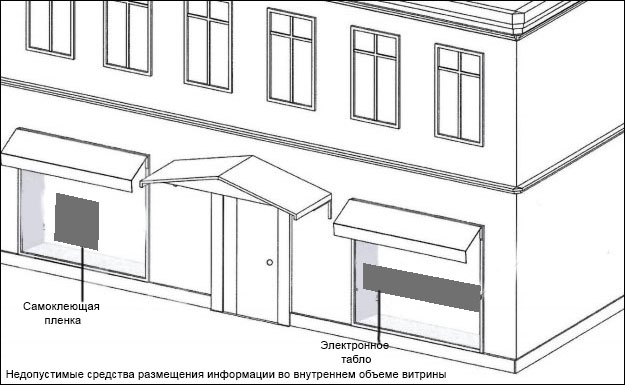 Самоклеющая
пленка
Электронное
табло
Недопустимые средства размещения информации во внутреннем объеме витрины